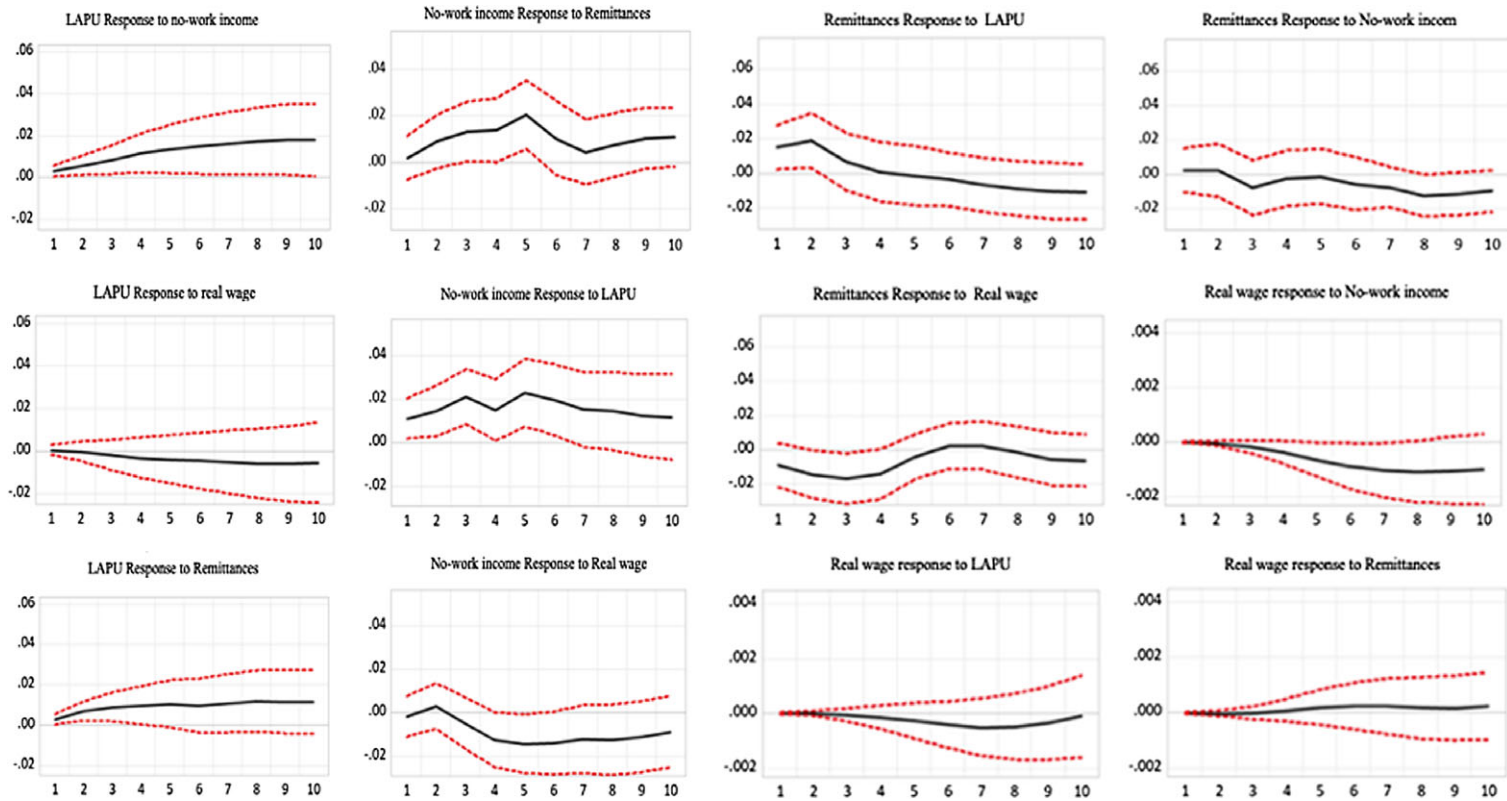 LAPU Response to no-work income
.06
.04
.02
.00
-.02
1 2 3 4 5 6 7 8 9 10
No-work income Response to Remittances
.04
.02
.00
-.02
1 2 3 4 5 6 7 8 9 10
Remittances Response to LAPU
.06
.04
.02
.00
-.02
1 2 3 4 5 6 7 8 9 10
Remittances Response to No-work incom
.06
.04
.02
.00
-.02
1 2 3 4 5 6 7 8 9 10
LAPU Response to real wage
.06
.04
.02
.00
-.02
1 2 3 4 5 6 7 8 9 10
No-work income Response to LAPU
.04
.02
.00
-.02
1 2 3 4 5 6 7 8 9 10
Remittances Response to Real wage
.06
.04
.02
.00
-.02
1 2 3 4 5 6 7 8 9 10
Real wage response to No-work income
.004
.002
.000
-.002
1 2 3 4 5 6 7 8 9 10
LAPU Response to Remittances
.06
.04
.02
.00
-.02
1 2 3 4 5 6 7 8 9 10
No-work income Response to Real wage
.04
.02
.00
-.02
1 2 3 4 5 6 7 8 9 10
Real wage response to LAPU
.004
.002
.000
-.002
1 2 3 4 5 6 7 8 9 10
Real wage response to Remittances
.004
.002
.000
-.002
1 2 3 4 5 6 7 8 9 10